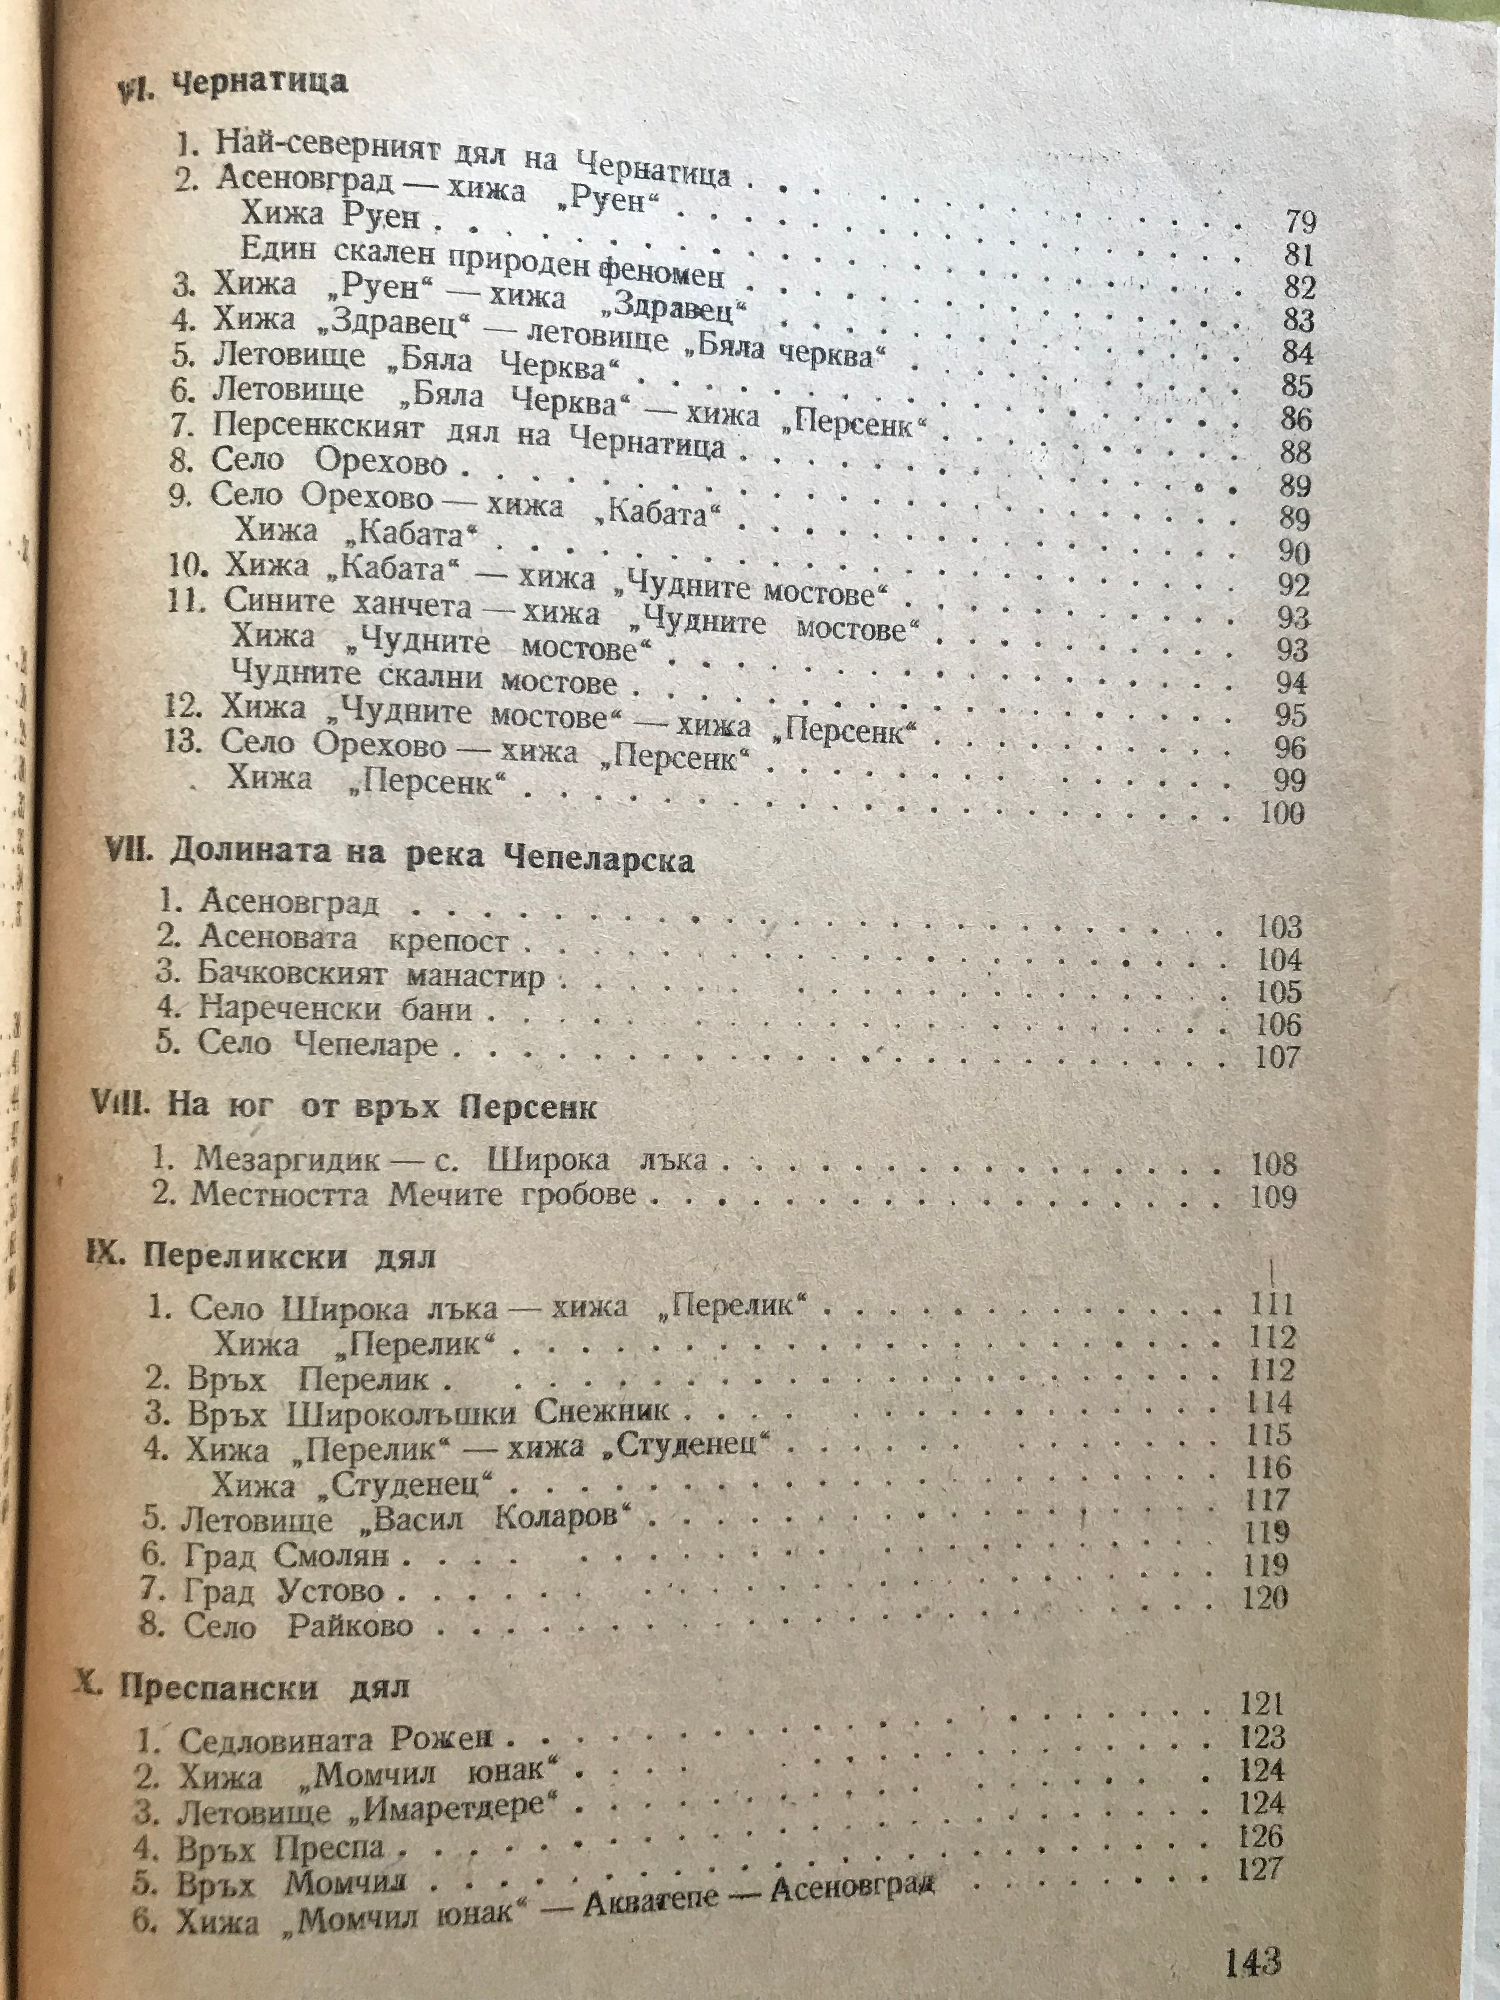 VI. Чернатица
1. Най-северният дял на Чернатица . . . . . . . . 79
2. Асеновград — хижа „Руен“ . . . . . . . . 81
Хижа Руен . . . . . . . . 82
Един скален природен феномен . . . . . . . . 83
3. Хижа „Руен“ — хижа „Здравец“ . . . . . . . . 84
4. Хижа „Здравец“ — летовище „Бяла черква“ . . . . . . . . 85
5. Летовище „Бяла Черква“ . . . . . . . . 86
6. Летовище „Бяла Черква“ — хижа „Персенк“ . . . . . . . . 88
7. Персенкският дял на Чернатица . . . . . . . . 89
8. Село Орехово . . . . . . . . 89
9. Село Орехово — хижа „Кабата“ . . . . . . . . 90
Хижа „Кабата“ . . . . . . . . 92
10. Хижа „Кабата“ — хижа „Чудните мостове“ . . . . . . . . 93
11. Сините ханчета — хижа „Чудните мостове“ . . . . . . . . 93
Хижа „Чудните мостове“ . . . . . . . . 94
Чудните скални мостове . . . . . . . . 95
12. Хижа „Чудните мостове“ — хижа „Персенк“ . . . . . . . . 96
13. Село Орехово — хижа „Персенк“ . . . . . . . . 99
Хижа „Персенк“ . . . . . . . . 100
VII. Долината на река Чепеларска
1. Асеновград . . . . . . . . 103
2. Асеновата крепост . . . . . . . . 104
3. Бачковският манастир . . . . . . . . 105
4. Нареченски бани . . . . . . . . 106
5. Село Чепеларе . . . . . . . . 107
VIII. На юг от връх Персенк
1. Мезаргидик — с. Широка лъка . . . . . . . . 108
2. Местността Мечите гробове . . . . . . . . 109
IX. Переликски дял
1. Село Широка лъка — хижа „Перелик“ . . . . . . . . 111
Хижа „Перелик“ . . . . . . . . 112
2. Връх Перелик . . . . . . . . 112
3. Връх Широколъшки Снежник . . . . . . . . 114
4. Хижа „Перелик“ — хижа „Студенец“ . . . . . . . . 115
Хижа „Студенец“ . . . . . . . . 116
5. Летовище „Васил Коларов“ . . . . . . . . 117
6. Град Смолян . . . . . . . . 119
7. Град Устово . . . . . . . . 119
8. Село Райково . . . . . . . . 120
X. Преспански дял
1. Седловината Рожен . . . . . . . . 121
2. Хижа „Момчил юнак“ . . . . . . . . 123
3. Летовище „Имаретдере“ . . . . . . . . 124
4. Връх Преспа . . . . . . . . 124
5. Връх Момчил . . . . . . . . 126
6. Хижа „Момчил юнак“ — Акватепе — Асеновград . . . . . . . . 127
143